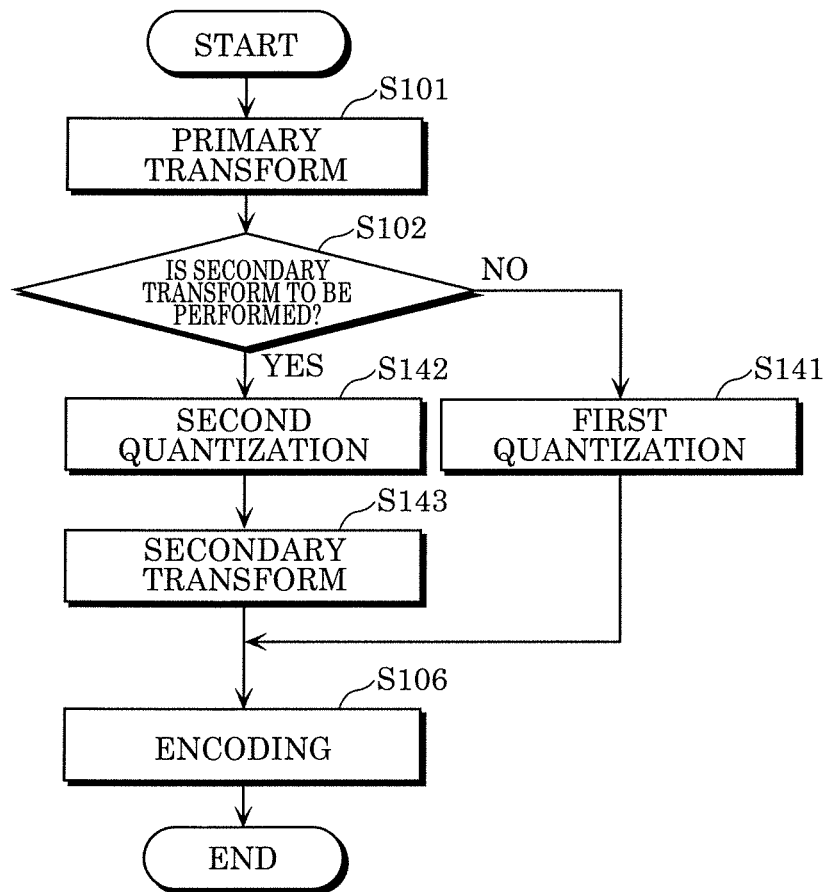 START
S101
PRIMARY
TRANSFORM
S102
IS SECONDARY
TRANSFORM TO BE
PERFORMED?
NO
YES
S142
SECOND
QUANTIZATION
S141
FIRST
QUANTIZATION
S143
SECONDARY
TRANSFORM
S106
ENCODING
END